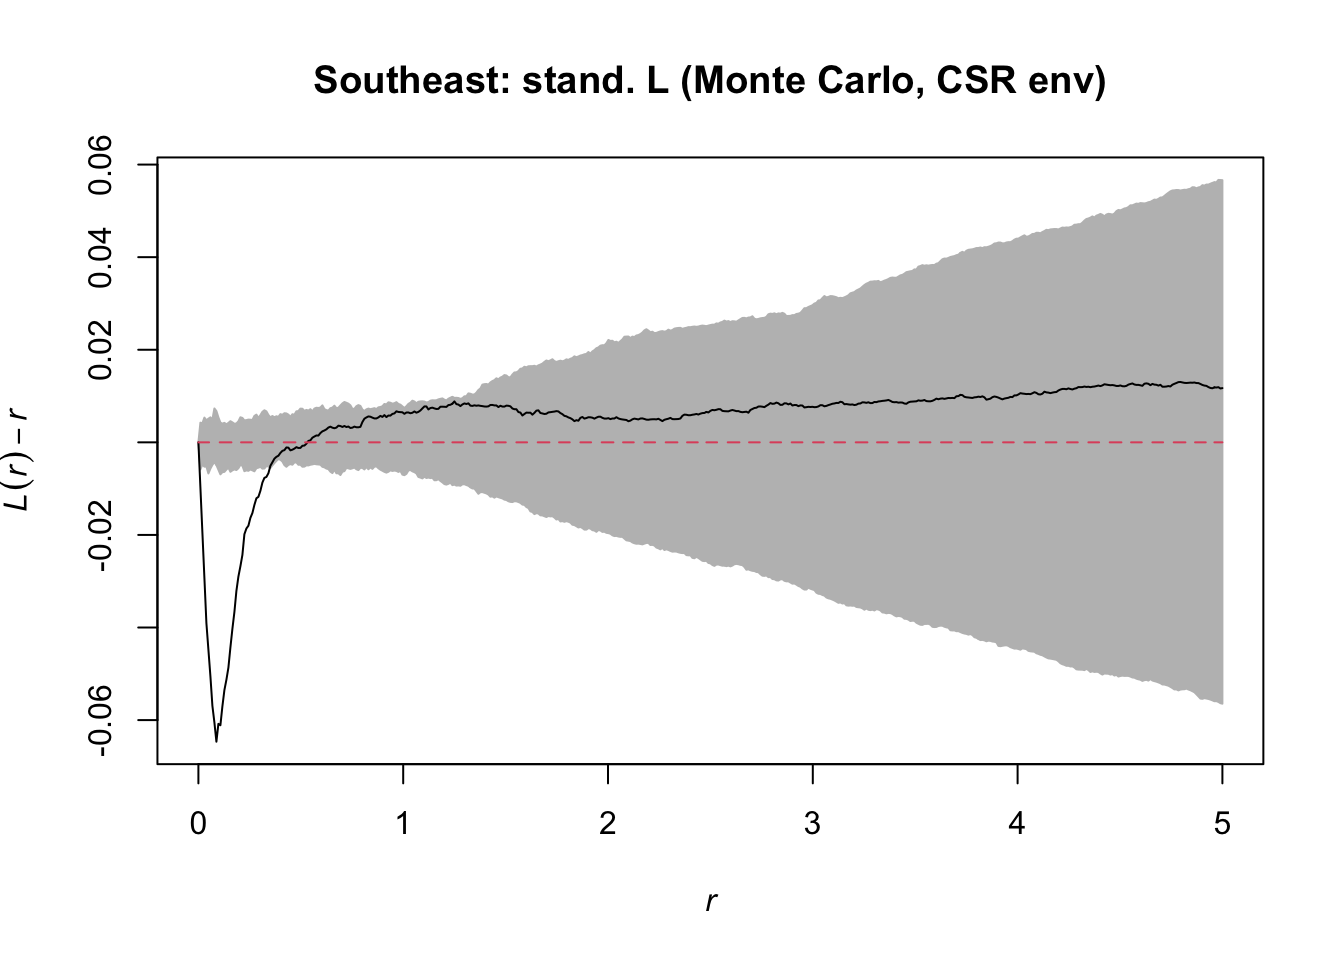 Southeast: stand. L (Monte Carlo, CSR env)
0.06
0.04
0.02
-0.02
-0.06
L(r) − r
0 1 2 3 4 5
r